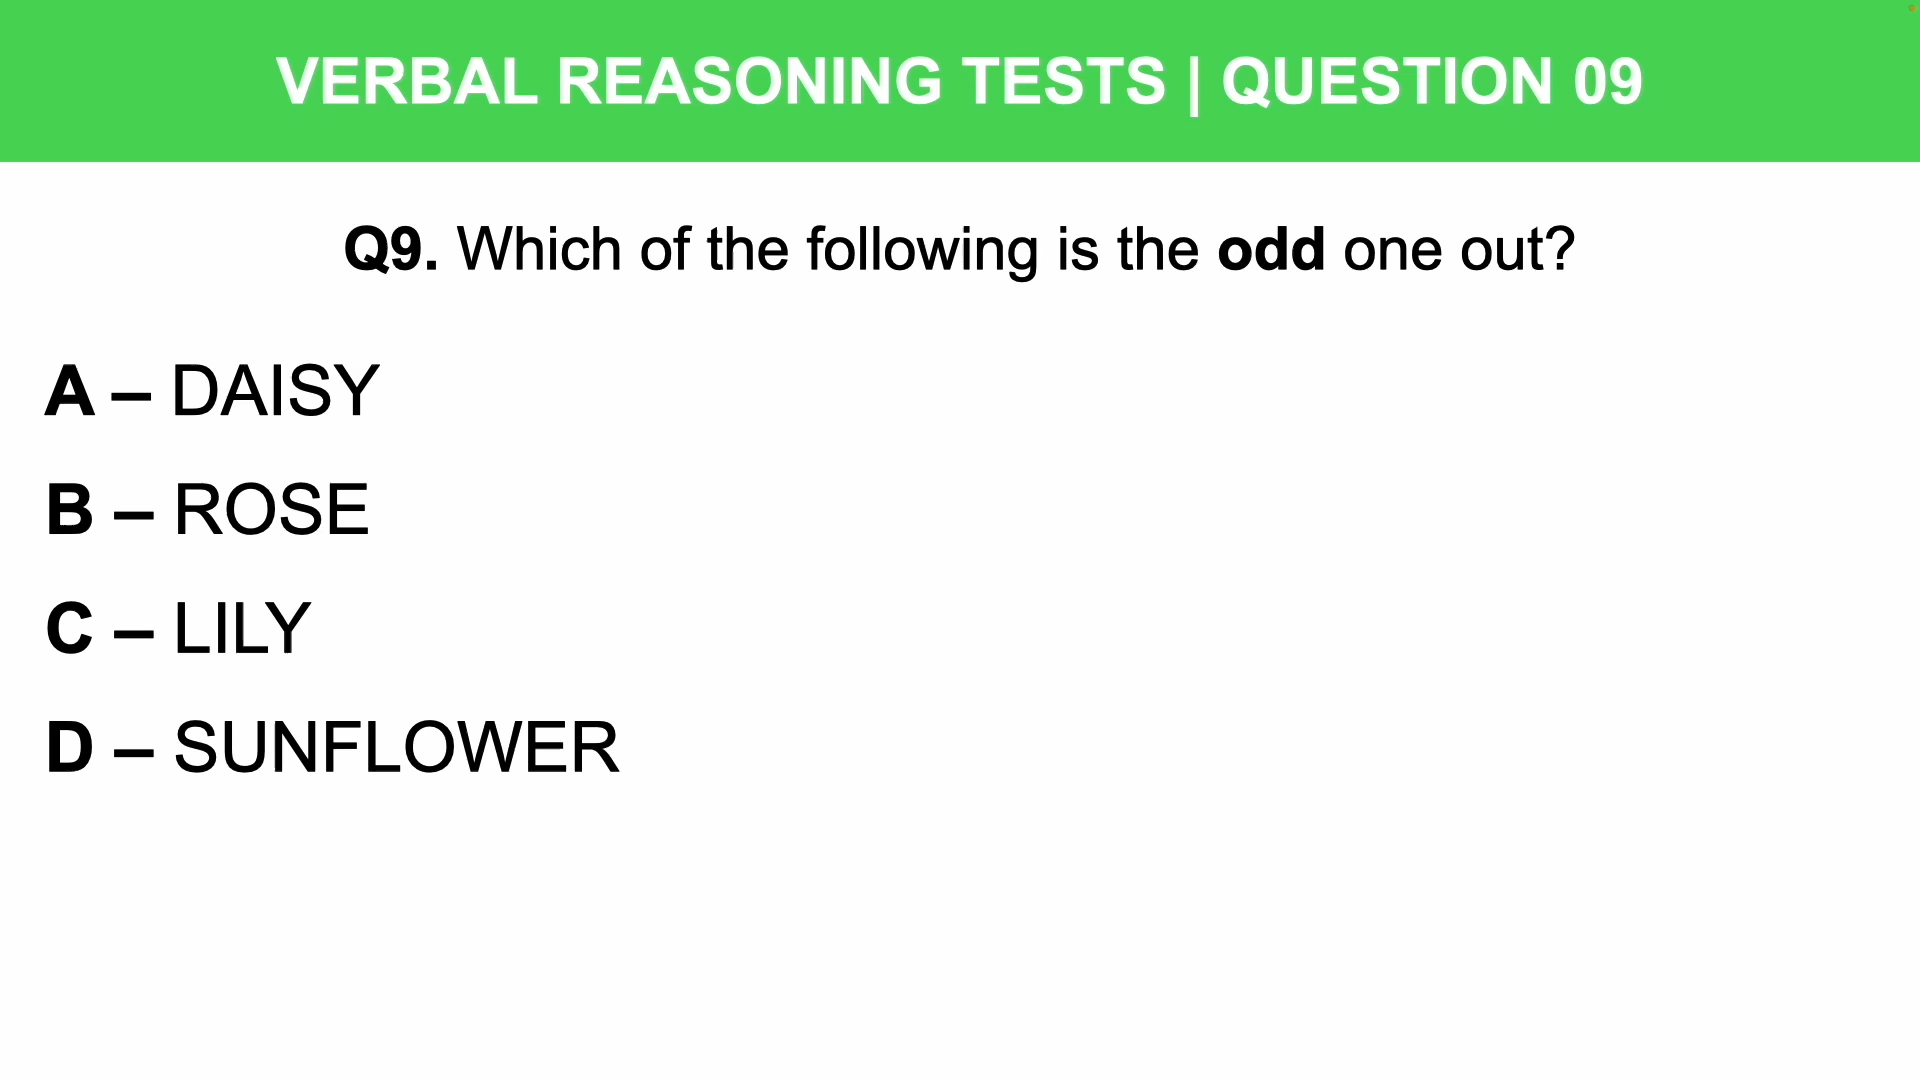 VERBAL REASONING TESTS | QUESTION 09
Q9. Which of the following is the odd one out?
A – DAISY
B – ROSE
C – LILY
D – SUNFLOWER